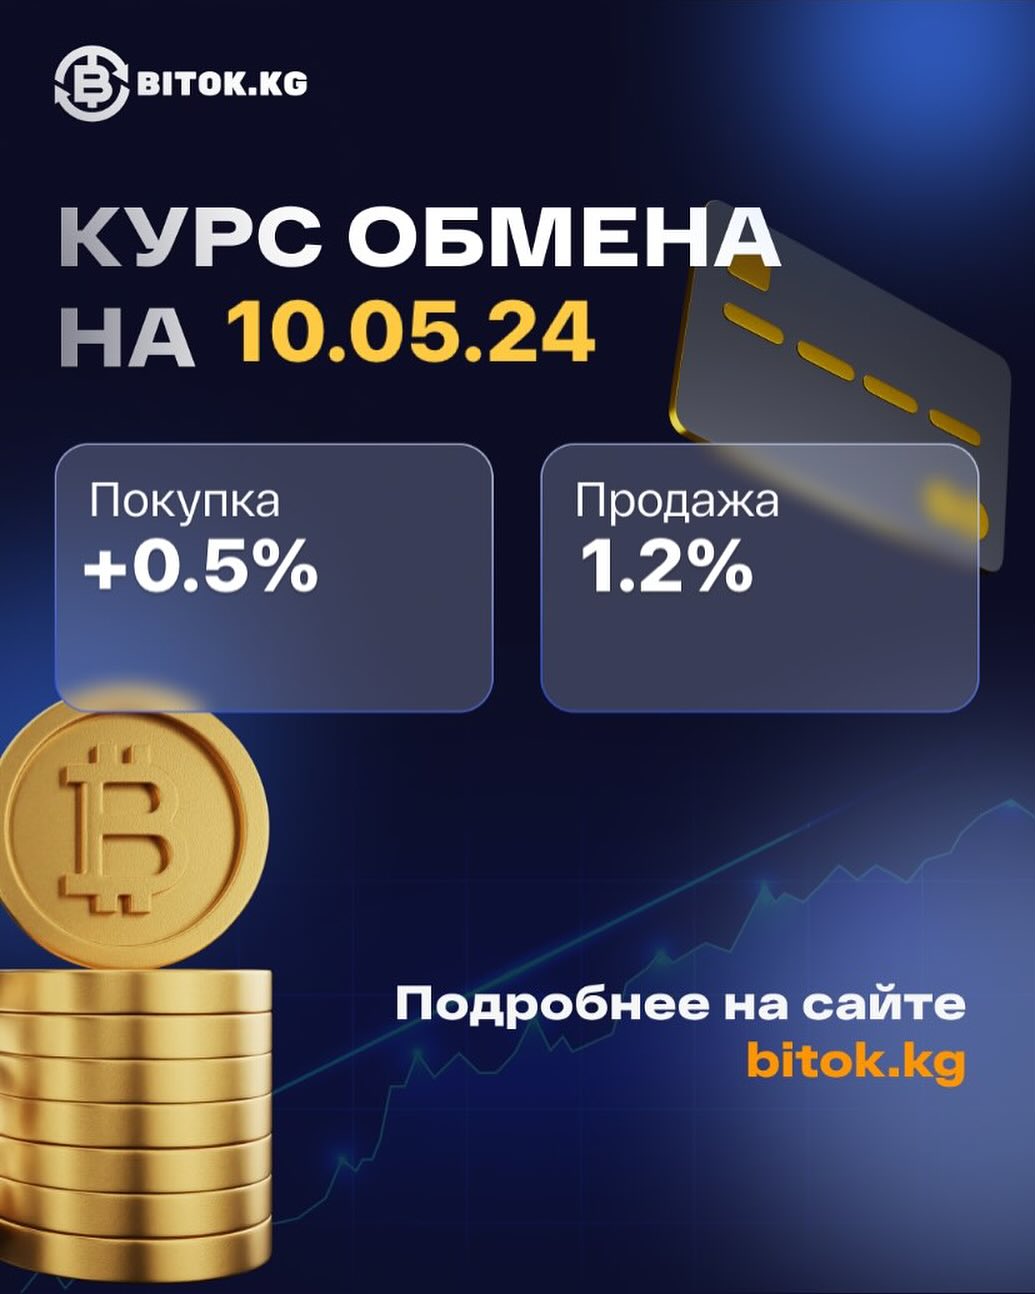 BITOK.KG
КУРС ОБМЕНА
НА 10.05.24
Покупка
+0.5%
Продажа
1.2%
Подробнее на сайте
bitok.kg